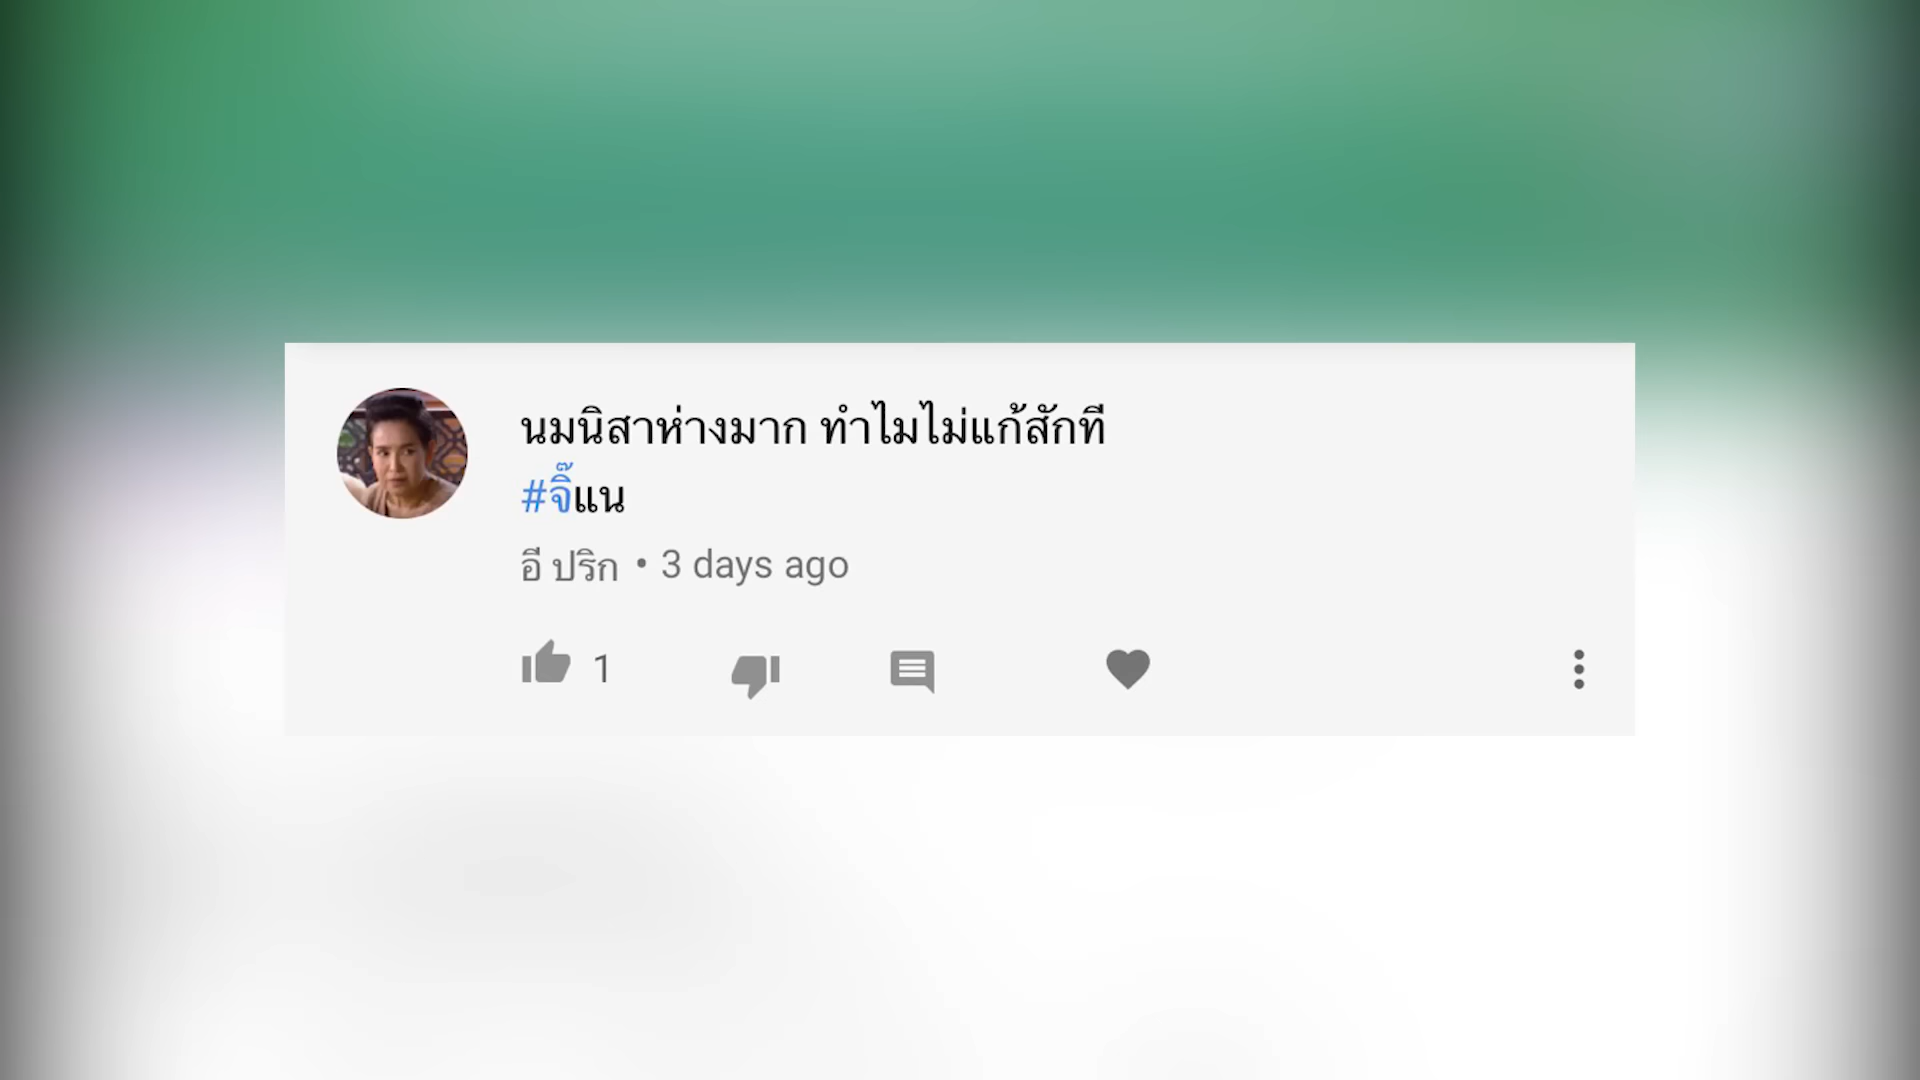 นมนิสาห่างมาก ทำไมไม่แก้สักที
#จิ๊แน
อี ปริก • 3 days ago
1